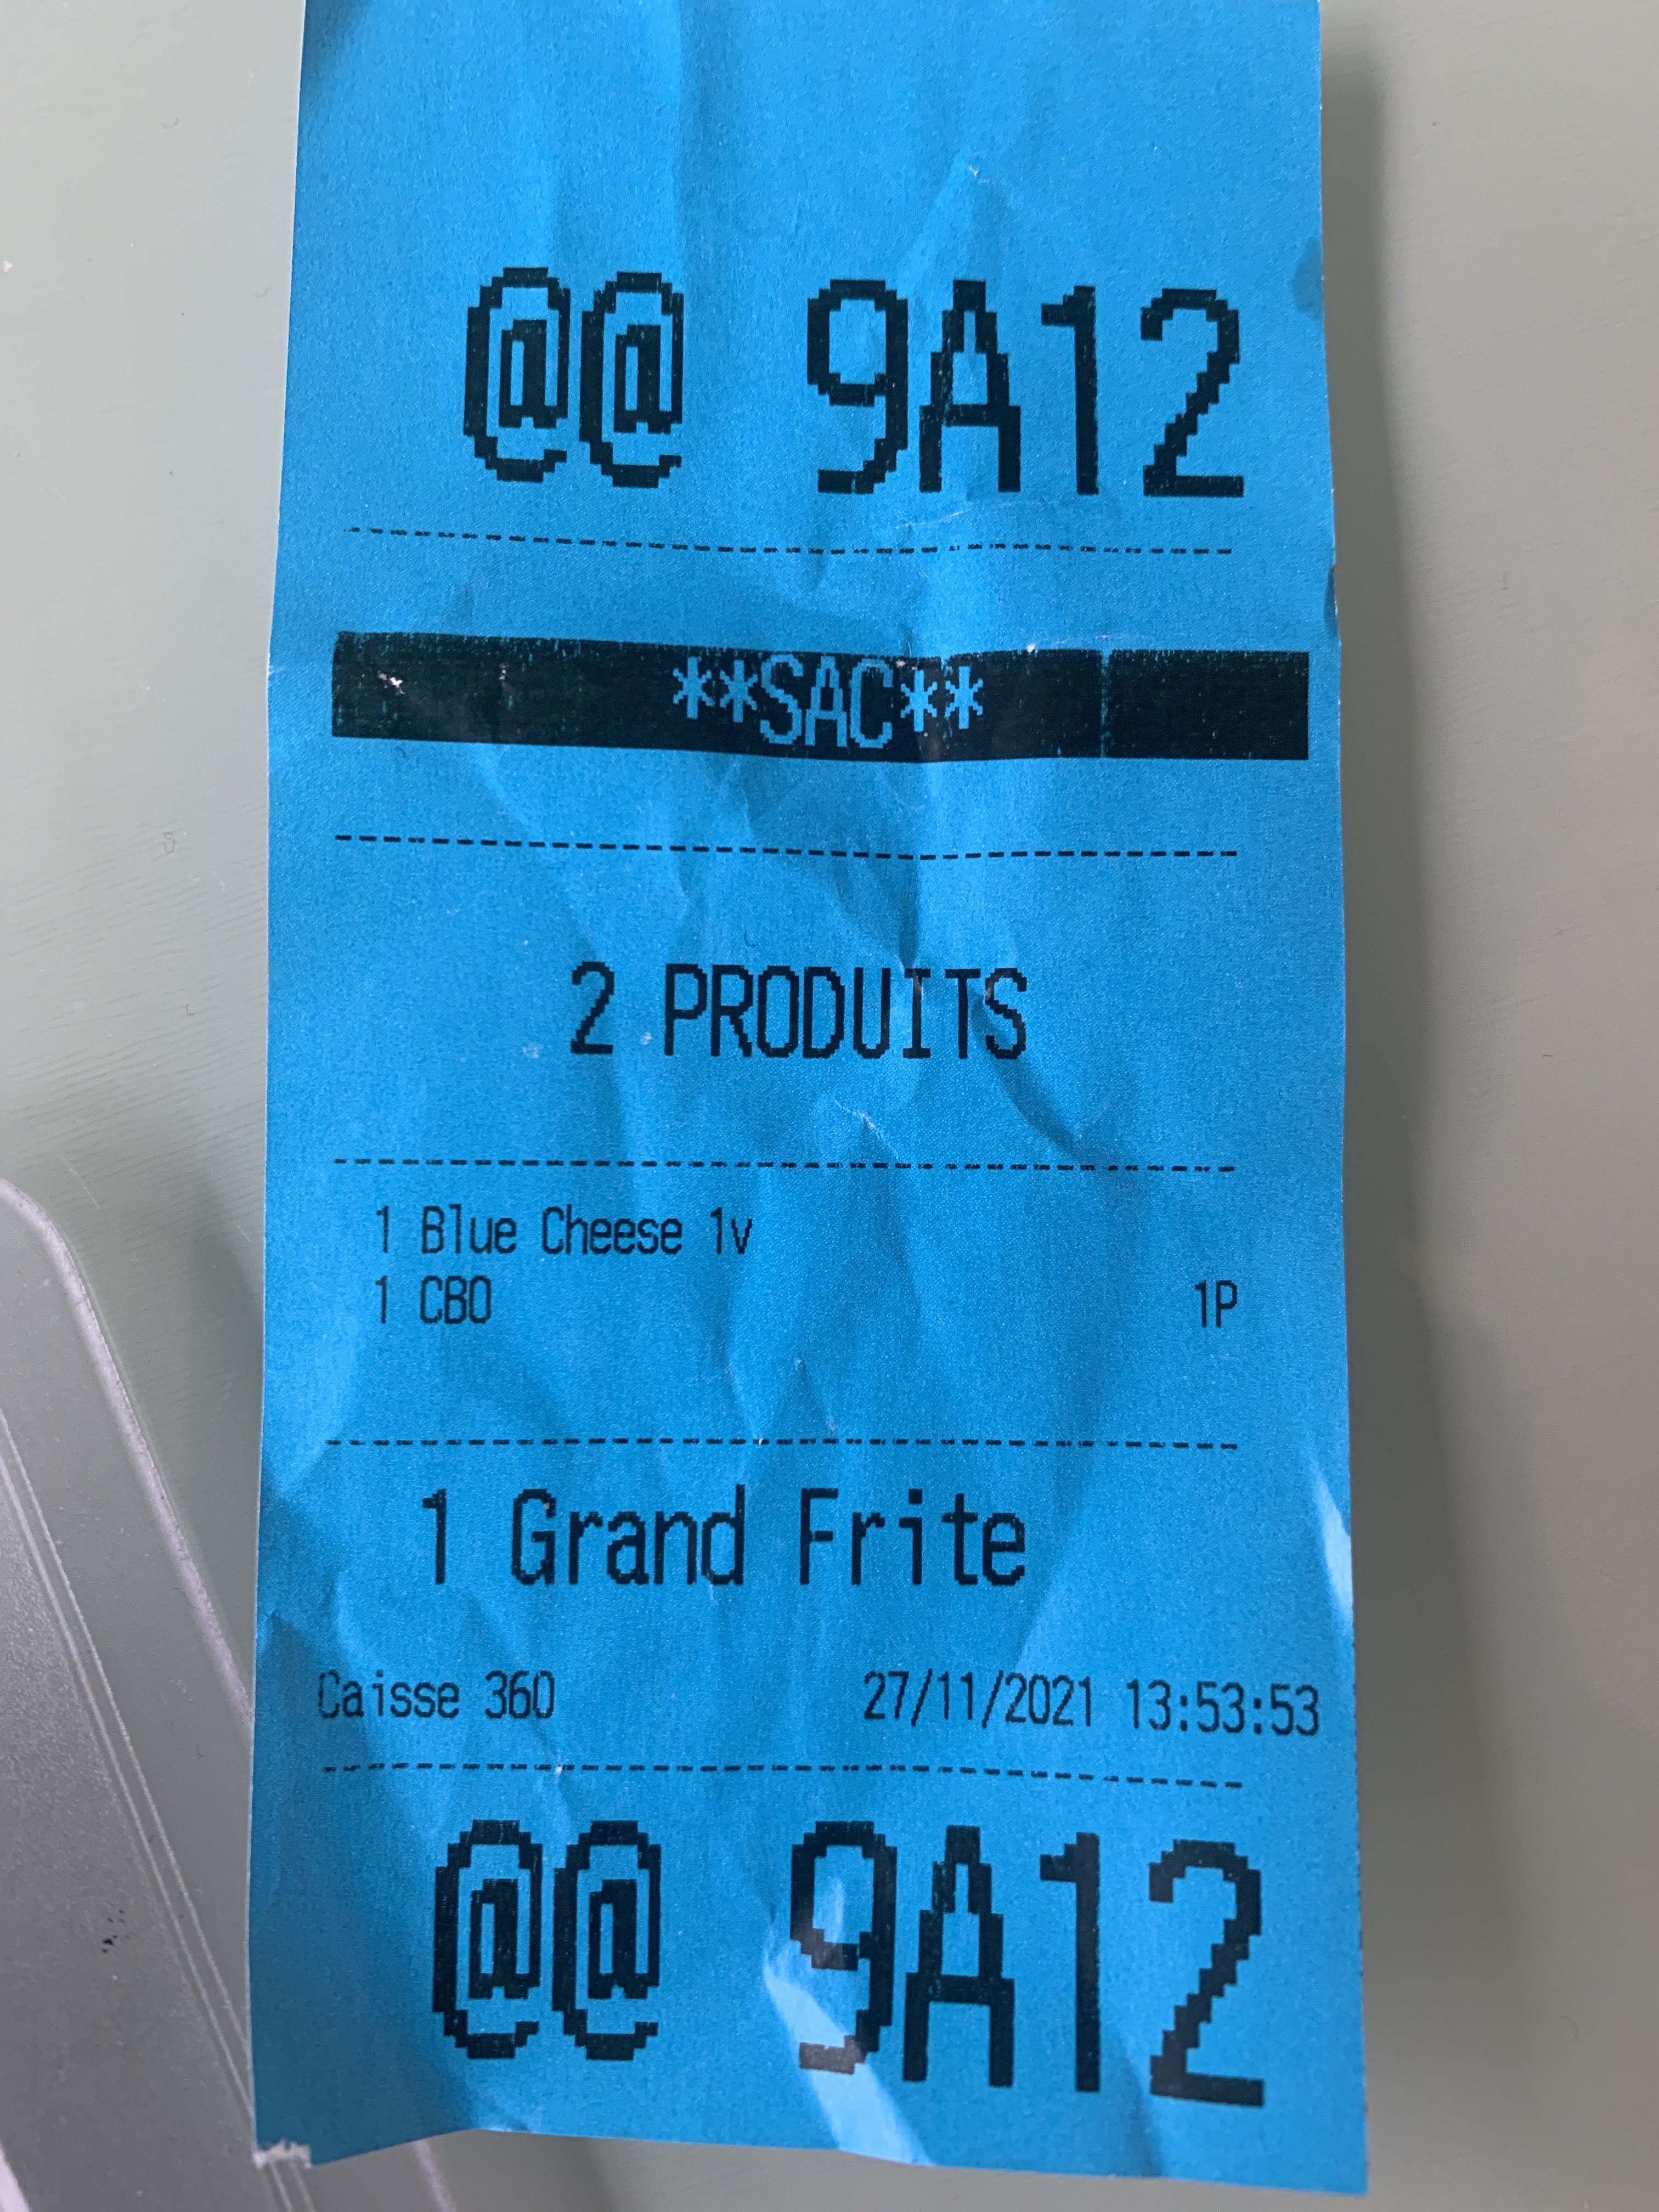 @@ 9A12
**SAC**
2 PRODUITS
1 Blue Cheese 1v
1 CBO 1P
1 Grand Frite
Caisse 360 27/11/2021 13:53:53
@@ 9A12